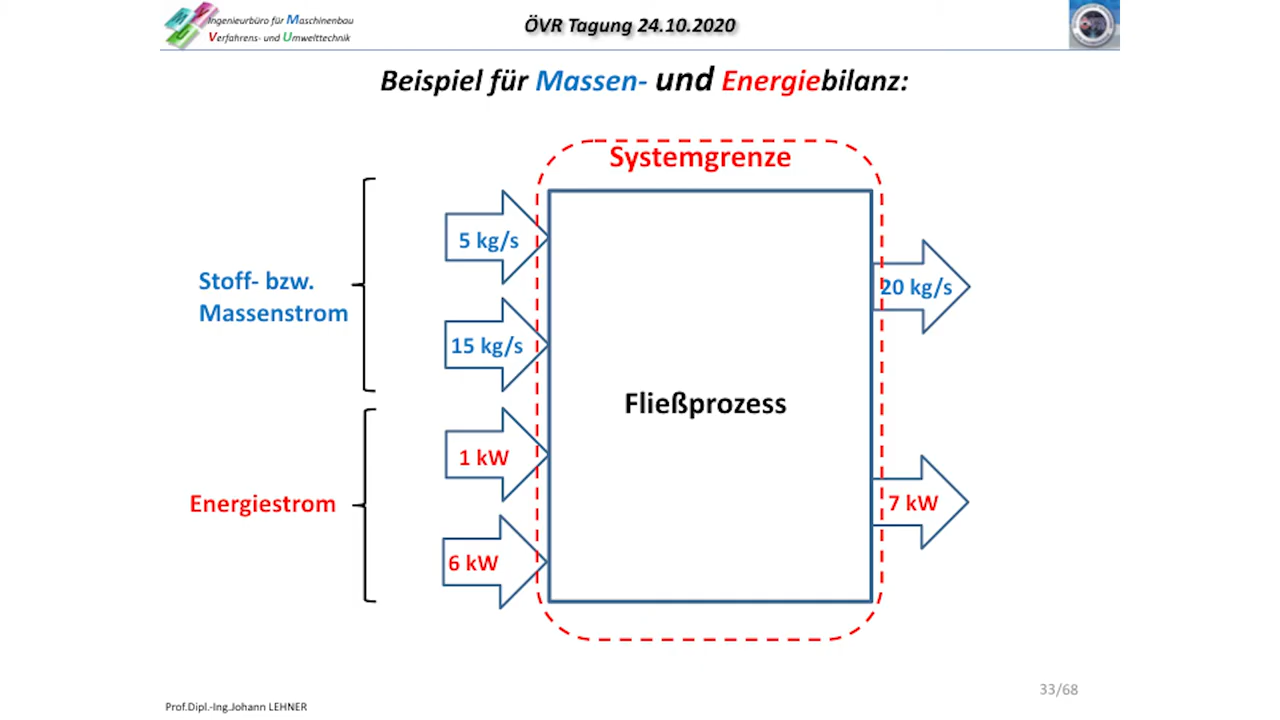 Ingenieurbüro für Maschinenbau
Verfahrens- und Umwelttechnik
ÖVR Tagung 24.10.2020
Beispiel für Massen- und Energiebilanz:
Systemgrenze
5 kg/s
Stoff- bzw.
Massenstrom
20 kg/s
15 kg/s
Fließprozess
1 kW
Energiestrom
7 kW
6 kW
33/68
Prof.Dipl.-Ing.Johann LEHNER